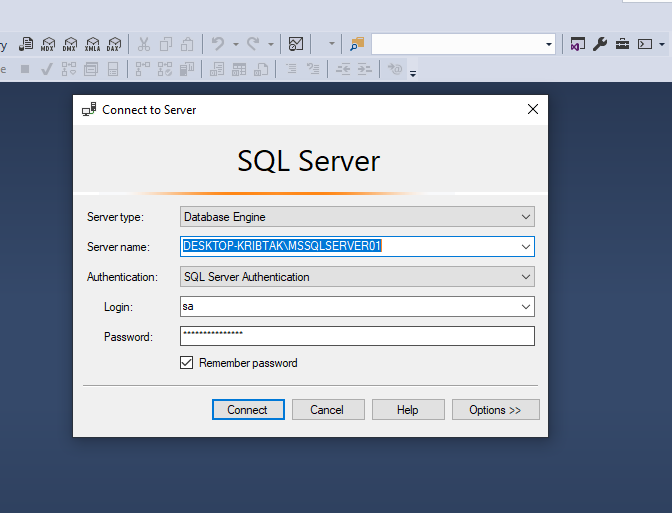 ry MDX DMX XMLA DAX
e
Connect to Server
SQL Server
Server type: Database Engine
Server name: DESKTOP-KRIBTAK\MSSQLSERVER01
Authentication: SQL Server Authentication
Login: sa
Password: ***************
Remember password
Connect Cancel Help Options >>